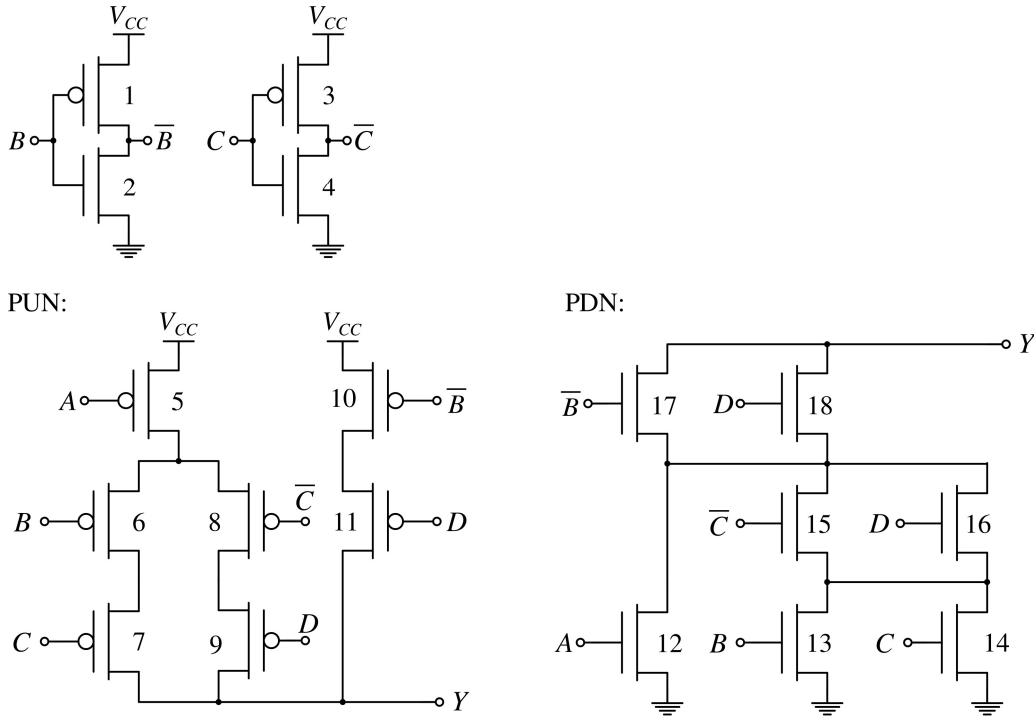 V_CC V_CC
1 3
B B̅ C C̅
2 4
PUN: PDN:
V_CC V_CC Y
A 5 10 B̅ B̅ 17 D 18
B 6 8 C̅ 11 D C̅ 15 D 16
C 7 9 D A 12 B 13 C 14
Y